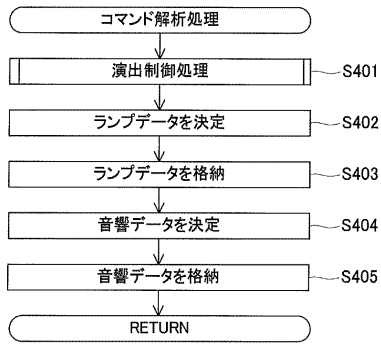 コマンド解析処理
演出制御処理 S401
ランプデータを決定 S402
ランプデータを格納 S403
音響データを決定 S404
音響データを格納 S405
RETURN